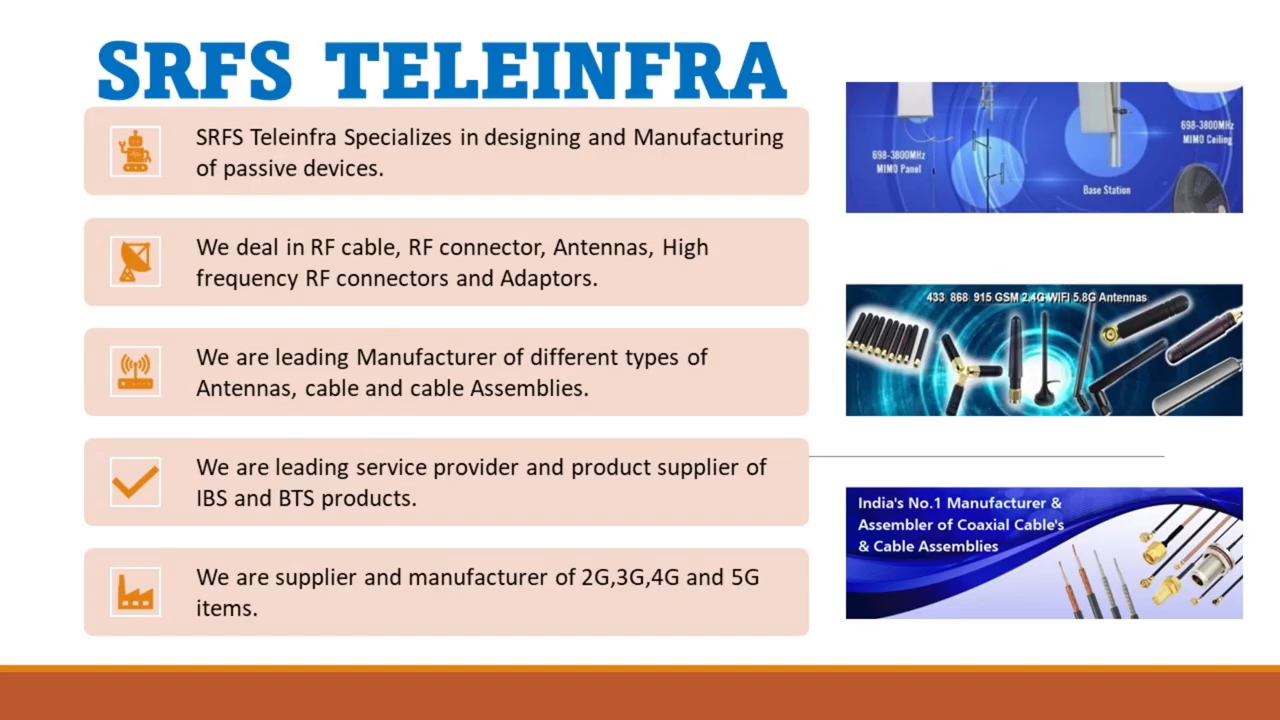 SRFS TELEINFRA
SRFS Teleinfra Specializes in designing and Manufacturing
of passive devices.
We deal in RF cable, RF connector, Antennas, High
frequency RF connectors and Adaptors.
We are leading Manufacturer of different types of
Antennas, cable and cable Assemblies.
We are leading service provider and product supplier of
IBS and BTS products.
We are supplier and manufacturer of 2G,3G,4G and 5G
items.
698-3800MHz
MIMO Panel
Base Station
698-3800MHz
MIMO Ceiling
433 868 915 GSM 2.4G WIFI 5.8G Antennas
India's No.1 Manufacturer &
Assembler of Coaxial Cable's
& Cable Assemblies